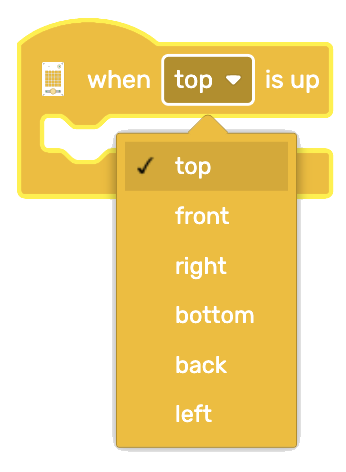 when top is up
top
front
right
bottom
back
left